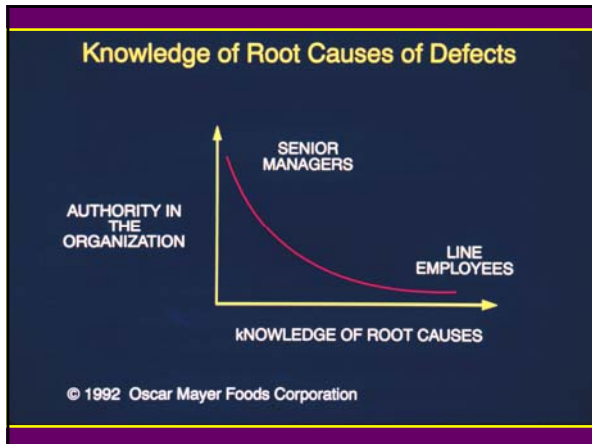 Knowledge of Root Causes of Defects
SENIOR
MANAGERS
AUTHORITY IN
THE
ORGANIZATION
LINE
EMPLOYEES
kNOWLEDGE OF ROOT CAUSES
© 1992 Oscar Mayer Foods Corporation